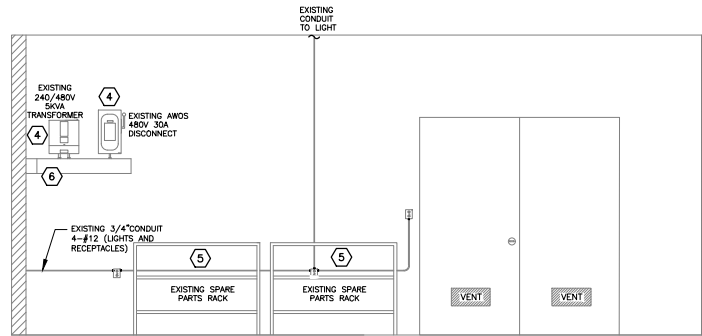 EXISTING
CONDUIT
TO LIGHT
EXISTING
240/480V
5KVA
TRANSFORMER
4
4
EXISTING AWOS
480V 30A
DISCONNECT
6
EXISTING 3/4"CONDUIT
4-#12 (LIGHTS AND
RECEPTACLES)
5
5
EXISTING SPARE
PARTS RACK
EXISTING SPARE
PARTS RACK
VENT
VENT